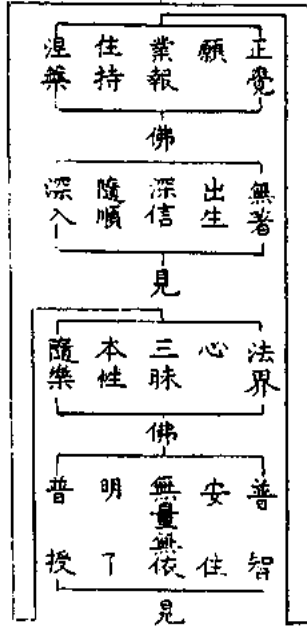 正覺 願 業報 住持 涅槃
佛
無著 出生 深信 隨順 深入
見
法界 心 三昧 本性 隨樂
佛
普智 安住 無量無依 明了 普授
見